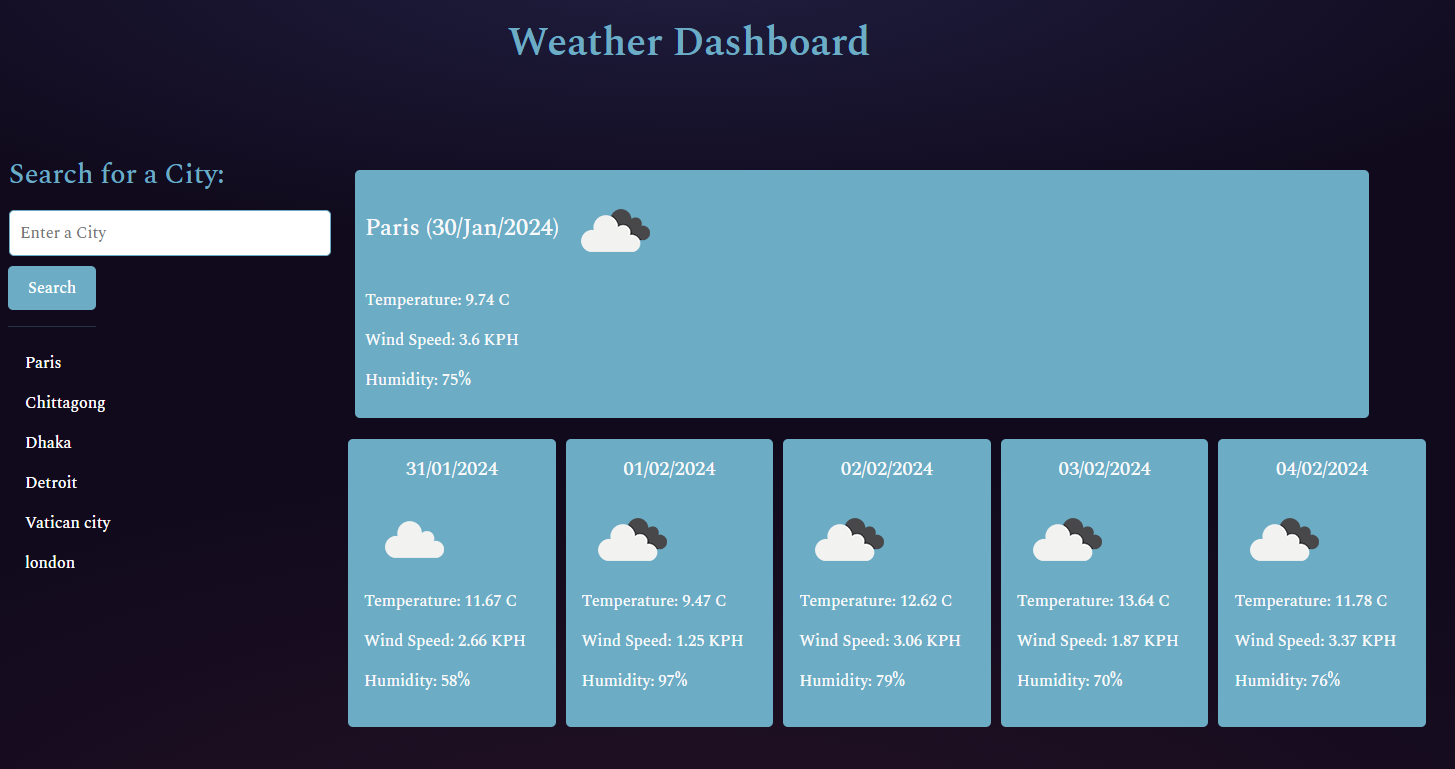 Weather Dashboard
Search for a City:
Enter a City
Search
Paris
Chittagong
Dhaka
Detroit
Vatican city
london
Paris (30/Jan/2024)
Temperature: 9.74 C
Wind Speed: 3.6 KPH
Humidity: 75%
31/01/2024
Temperature: 11.67 C
Wind Speed: 2.66 KPH
Humidity: 58%
01/02/2024
Temperature: 9.47 C
Wind Speed: 1.25 KPH
Humidity: 97%
02/02/2024
Temperature: 12.62 C
Wind Speed: 3.06 KPH
Humidity: 79%
03/02/2024
Temperature: 13.64 C
Wind Speed: 1.87 KPH
Humidity: 70%
04/02/2024
Temperature: 11.78 C
Wind Speed: 3.37 KPH
Humidity: 76%